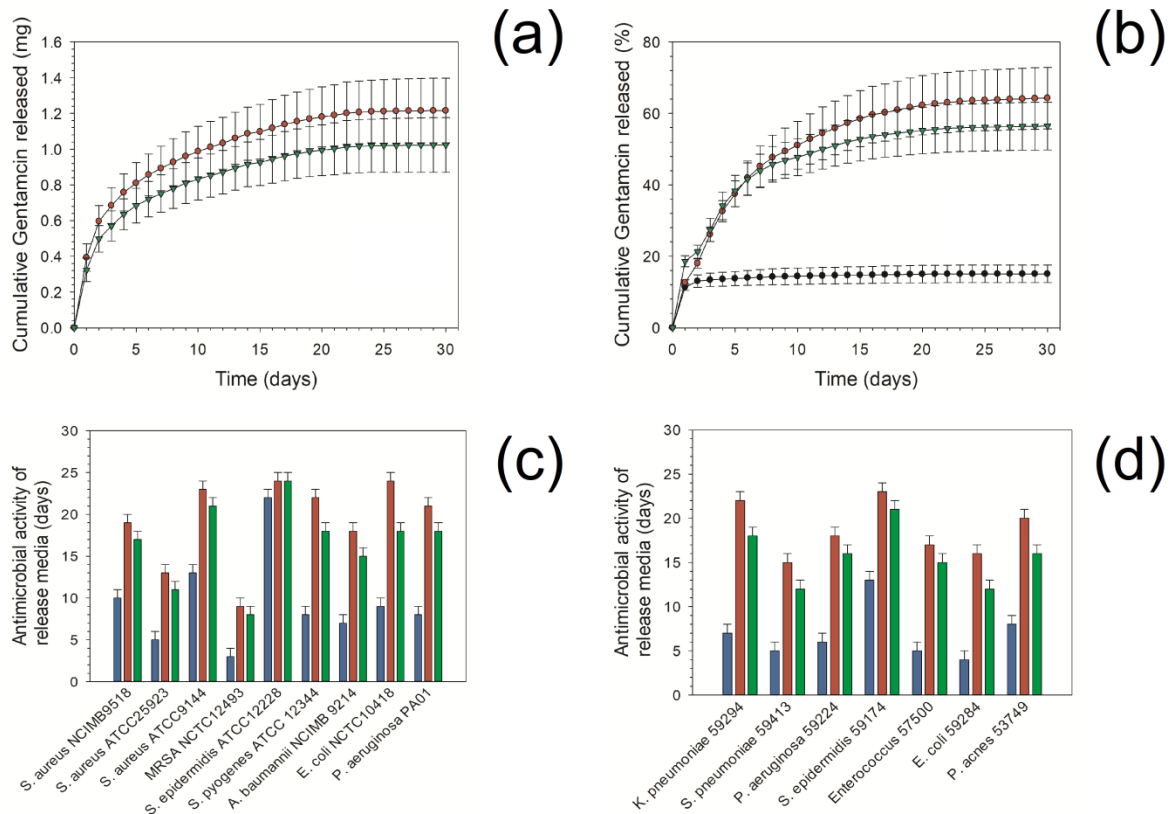 (a)
Cumulative Gentamcin released (mg)
1.6
1.4
1.2
1.0
0.8
0.6
0.4
0.2
0.0
0 5 10 15 20 25 30
Time (days)
(b)
Cumulative Gentamcin released (%)
80
60
40
20
0
0 5 10 15 20 25 30
Time (days)
(c)
Antimicrobial activity of
release media (days)
30
25
20
15
10
5
0
S. aureus NCIMB9518
S. aureus ATCC25923
S. aureus ATCC9144
MRSA NCTC12493
S. epidermidis ATCC12228
S. pyogenes ATCC 12344
A. baumannii NCIMB 9214
E. coli NCTC10418
P. aeruginosa PA01
(d)
Antimicrobial activity of
release media (days)
30
25
20
15
10
5
0
K. pneumoniae 59294
S. pneumoniae 59413
P. aeruginosa 59224
S. epidermidis 59174
Enterococcus 57500
E. coli 59284
P. acnes 53749